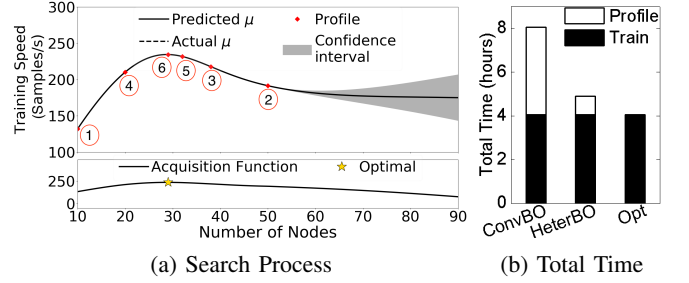 300
250
200
150
100
Training Speed
(Samples/s)
Predicted μ
Profile
Actual μ
Confidence
interval
1
4
6
5
3
2
250
0
Acquisition Function
Optimal
10 20 30 40 50 60 70 80 90
Number of Nodes
(a) Search Process
8
6
4
2
0
Total Time (hours)
Profile
Train
ConvBO
HeterBO
Opt
(b) Total Time